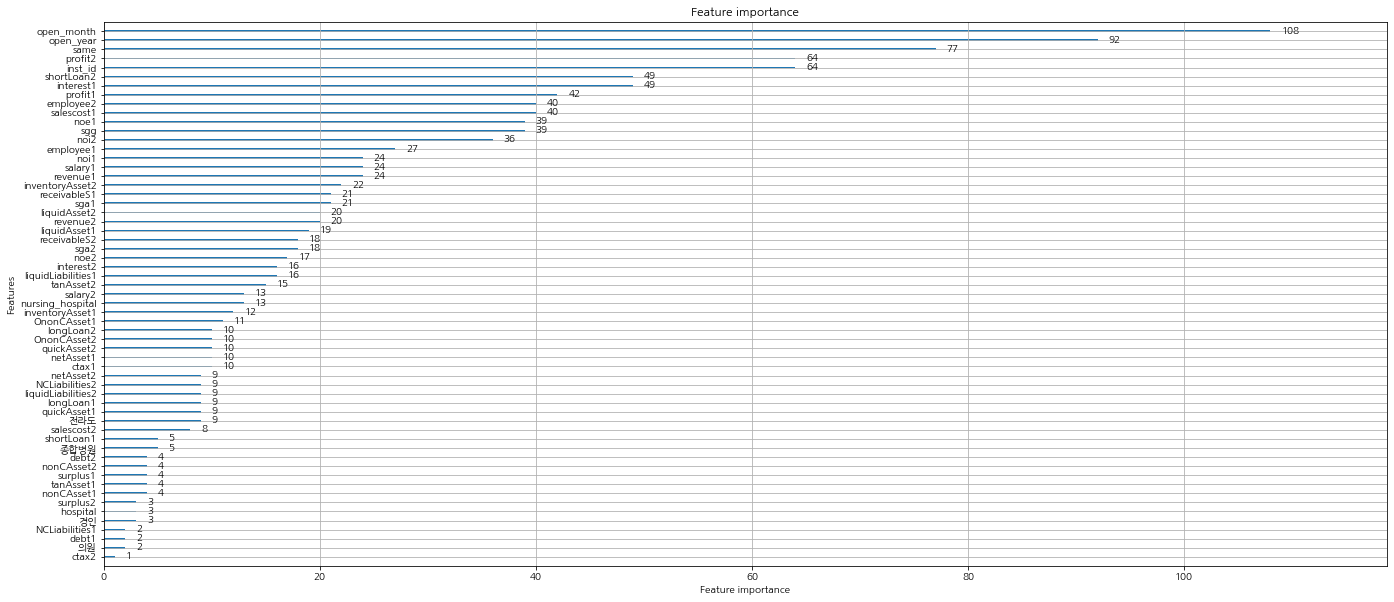 Feature importance
open_month 108
open_year 92
same 77
profit2 64
inst_id 64
shortLoan2 49
interest1 49
profit1 42
employee2 40
salescost1 40
noe1 39
sgg 39
noi2 36
employee1 27
noi1 24
salary1 24
revenue1 24
inventoryAsset2 22
receivableS1 21
sga1 21
liquidAsset2 20
revenue2 20
liquidAsset1 19
receivableS2 18
sga2 18
noe2 17
interest2 16
liquidLiabilities1 16
tanAsset2 15
salary2 13
nursing_hospital 13
inventoryAsset1 12
OnonCAsset1 11
longLoan2 10
OnonCAsset2 10
quickAsset2 10
netAsset1 10
ctax1 10
netAsset2 9
NCLiabilities2 9
liquidLiabilities2 9
longLoan1 9
quickAsset1 9
전라도 9
salescost2 8
shortLoan1 5
종합병원 5
debt2 4
nonCAsset2 4
surplus1 4
tanAsset1 4
nonCAsset1 4
surplus2 3
hospital 3
경인 3
NCLiabilities1 2
debt1 2
의원 2
ctax2 1
Features
0 20 40 60 80 100
Feature importance